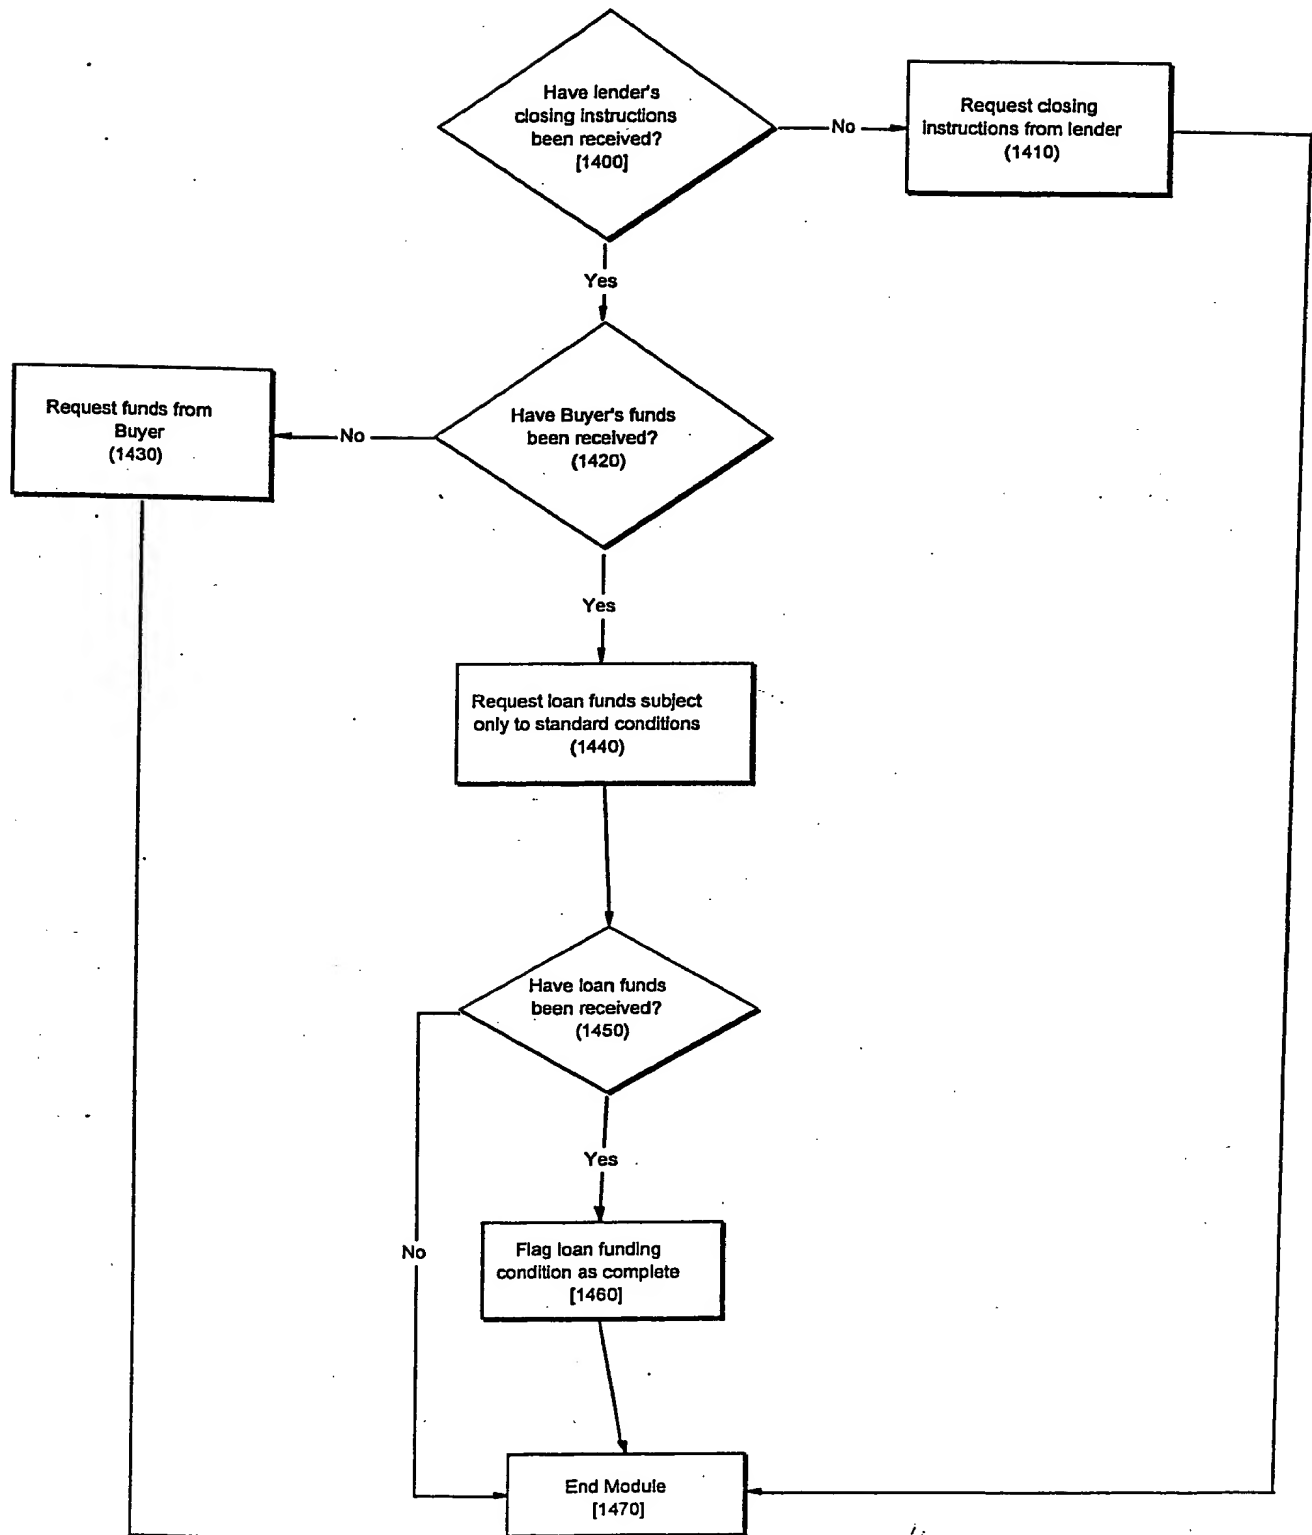 Have lender's
closing instructions
been received?
[1400]
No
Request closing
instructions from lender
(1410)
Yes
Request funds from
Buyer
(1430)
No
Have Buyer's funds
been received?
(1420)
Yes
Request loan funds subject
only to standard conditions
(1440)
Have loan funds
been received?
(1450)
Yes
No
Flag loan funding
condition as complete
[1460]
End Module
[1470]